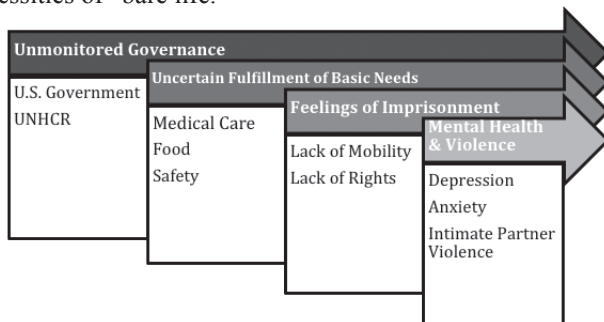 essities of "bare life.
Unmonitored Governance
U.S. Government
UNHCR
Uncertain Fulfillment of Basic Needs
Medical Care
Food
Safety
Feelings of Imprisonment
Lack of Mobility
Lack of Rights
Mental Health
& Violence
Depression
Anxiety
Intimate Partner
Violence